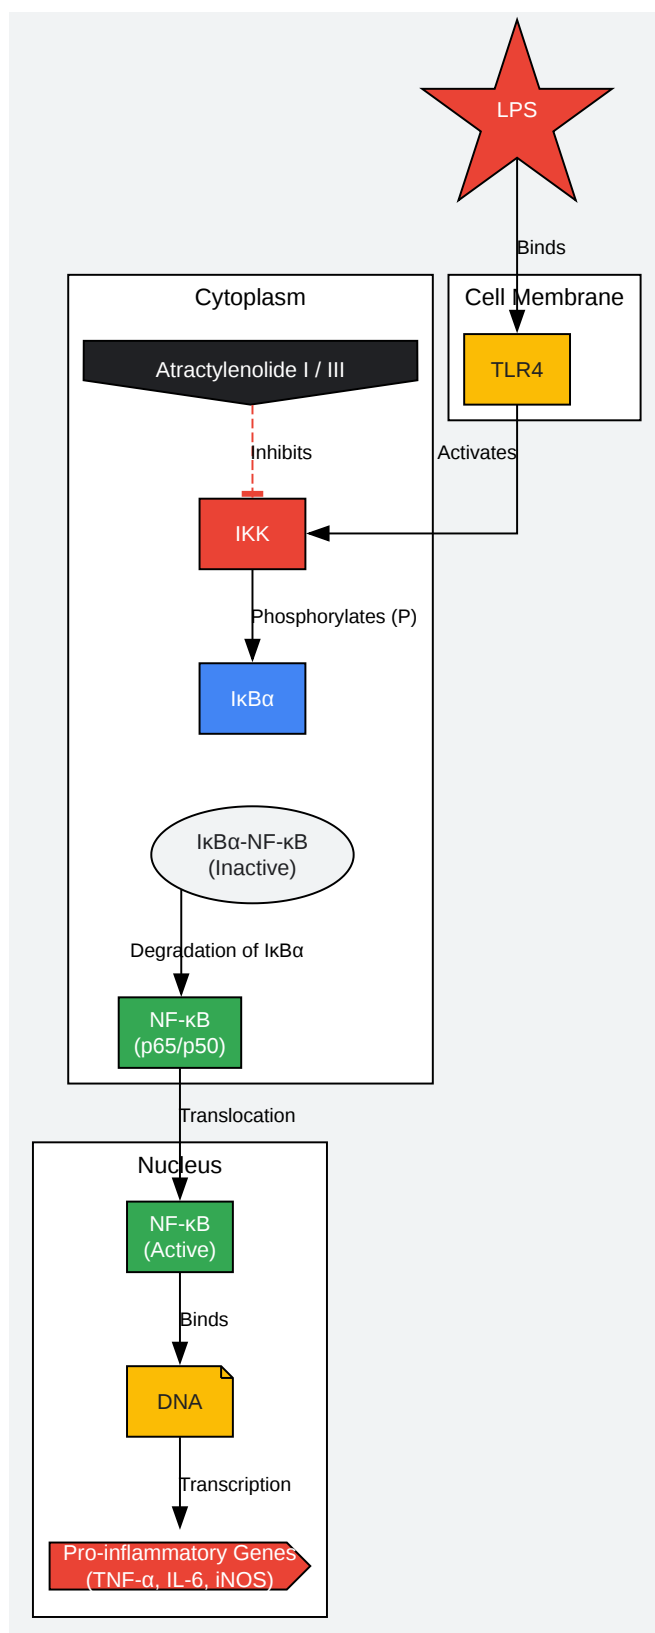 LPS
Binds
Cytoplasm
Cell Membrane
Atractylenolide I / III
TLR4
Inhibits
Activates
IKK
Phosphorylates (P)
IκBα
IκBα-NF-κB
(Inactive)
Degradation of IκBα
NF-κB
(p65/p50)
Translocation
Nucleus
NF-κB
(Active)
Binds
DNA
Transcription
Pro-inflammatory Genes
(TNF-α, IL-6, iNOS)